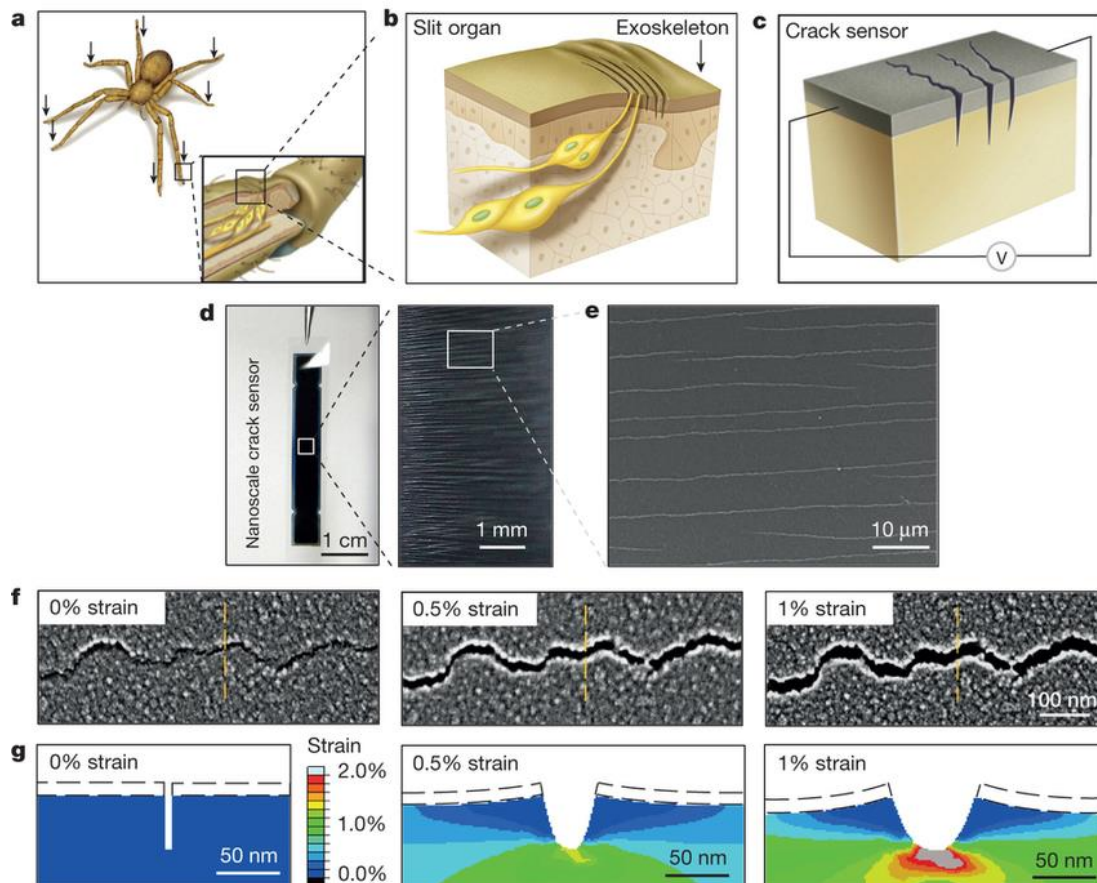 a
b
c
Slit organ
Exoskeleton
Crack sensor
V
d
e
Nanoscale crack sensor
1 cm
1 mm
10 µm
f
0% strain
0.5% strain
1% strain
100 nm
g
0% strain
Strain
2.0%
1.0%
0.0%
50 nm
0.5% strain
50 nm
1% strain
50 nm